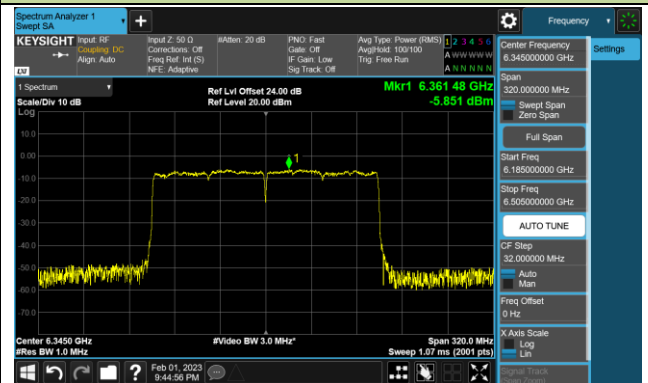 Spectrum Analyzer 1
Swept SA
Frequency
KEYSIGHT
Input: RF
Coupling: DC
Align: Auto
Input Z: 50 Ω
Corrections: Off
Freq Ref: Int (S)
NFE: Adaptive
#Atten: 20 dB
PNO: Fast
Gate: Off
IF Gain: Low
Sig Track: Off
Avg Type: Power (RMS)
Avg|Hold: 100/100
Trig: Free Run
1 2 3 4 5 6
A W W W W W
A N N N N N
LXI
1 Spectrum
Scale/Div 10 dB
Log
Ref Lvl Offset 24.00 dB
Ref Level 20.00 dBm
Mkr1 6.361 48 GHz
-5.851 dBm
10.0
0.00
-10.0
-20.0
-30.0
-40.0
-50.0
-60.0
-70.0
1
Center 6.3450 GHz
#Res BW 1.0 MHz
#Video BW 3.0 MHz*
Span 320.0 MHz
Sweep 1.07 ms (2001 pts)
Center Frequency
6.345000000 GHz
Span
320.000000 MHz
Swept Span
Zero Span
Full Span
Start Freq
6.185000000 GHz
Stop Freq
6.505000000 GHz
AUTO TUNE
CF Step
32.000000 MHz
Auto
Man
Freq Offset
0 Hz
X Axis Scale
Log
Lin
Signal Track
(Span Zoom)
Settings
Feb 01, 2023
9:44:56 PM